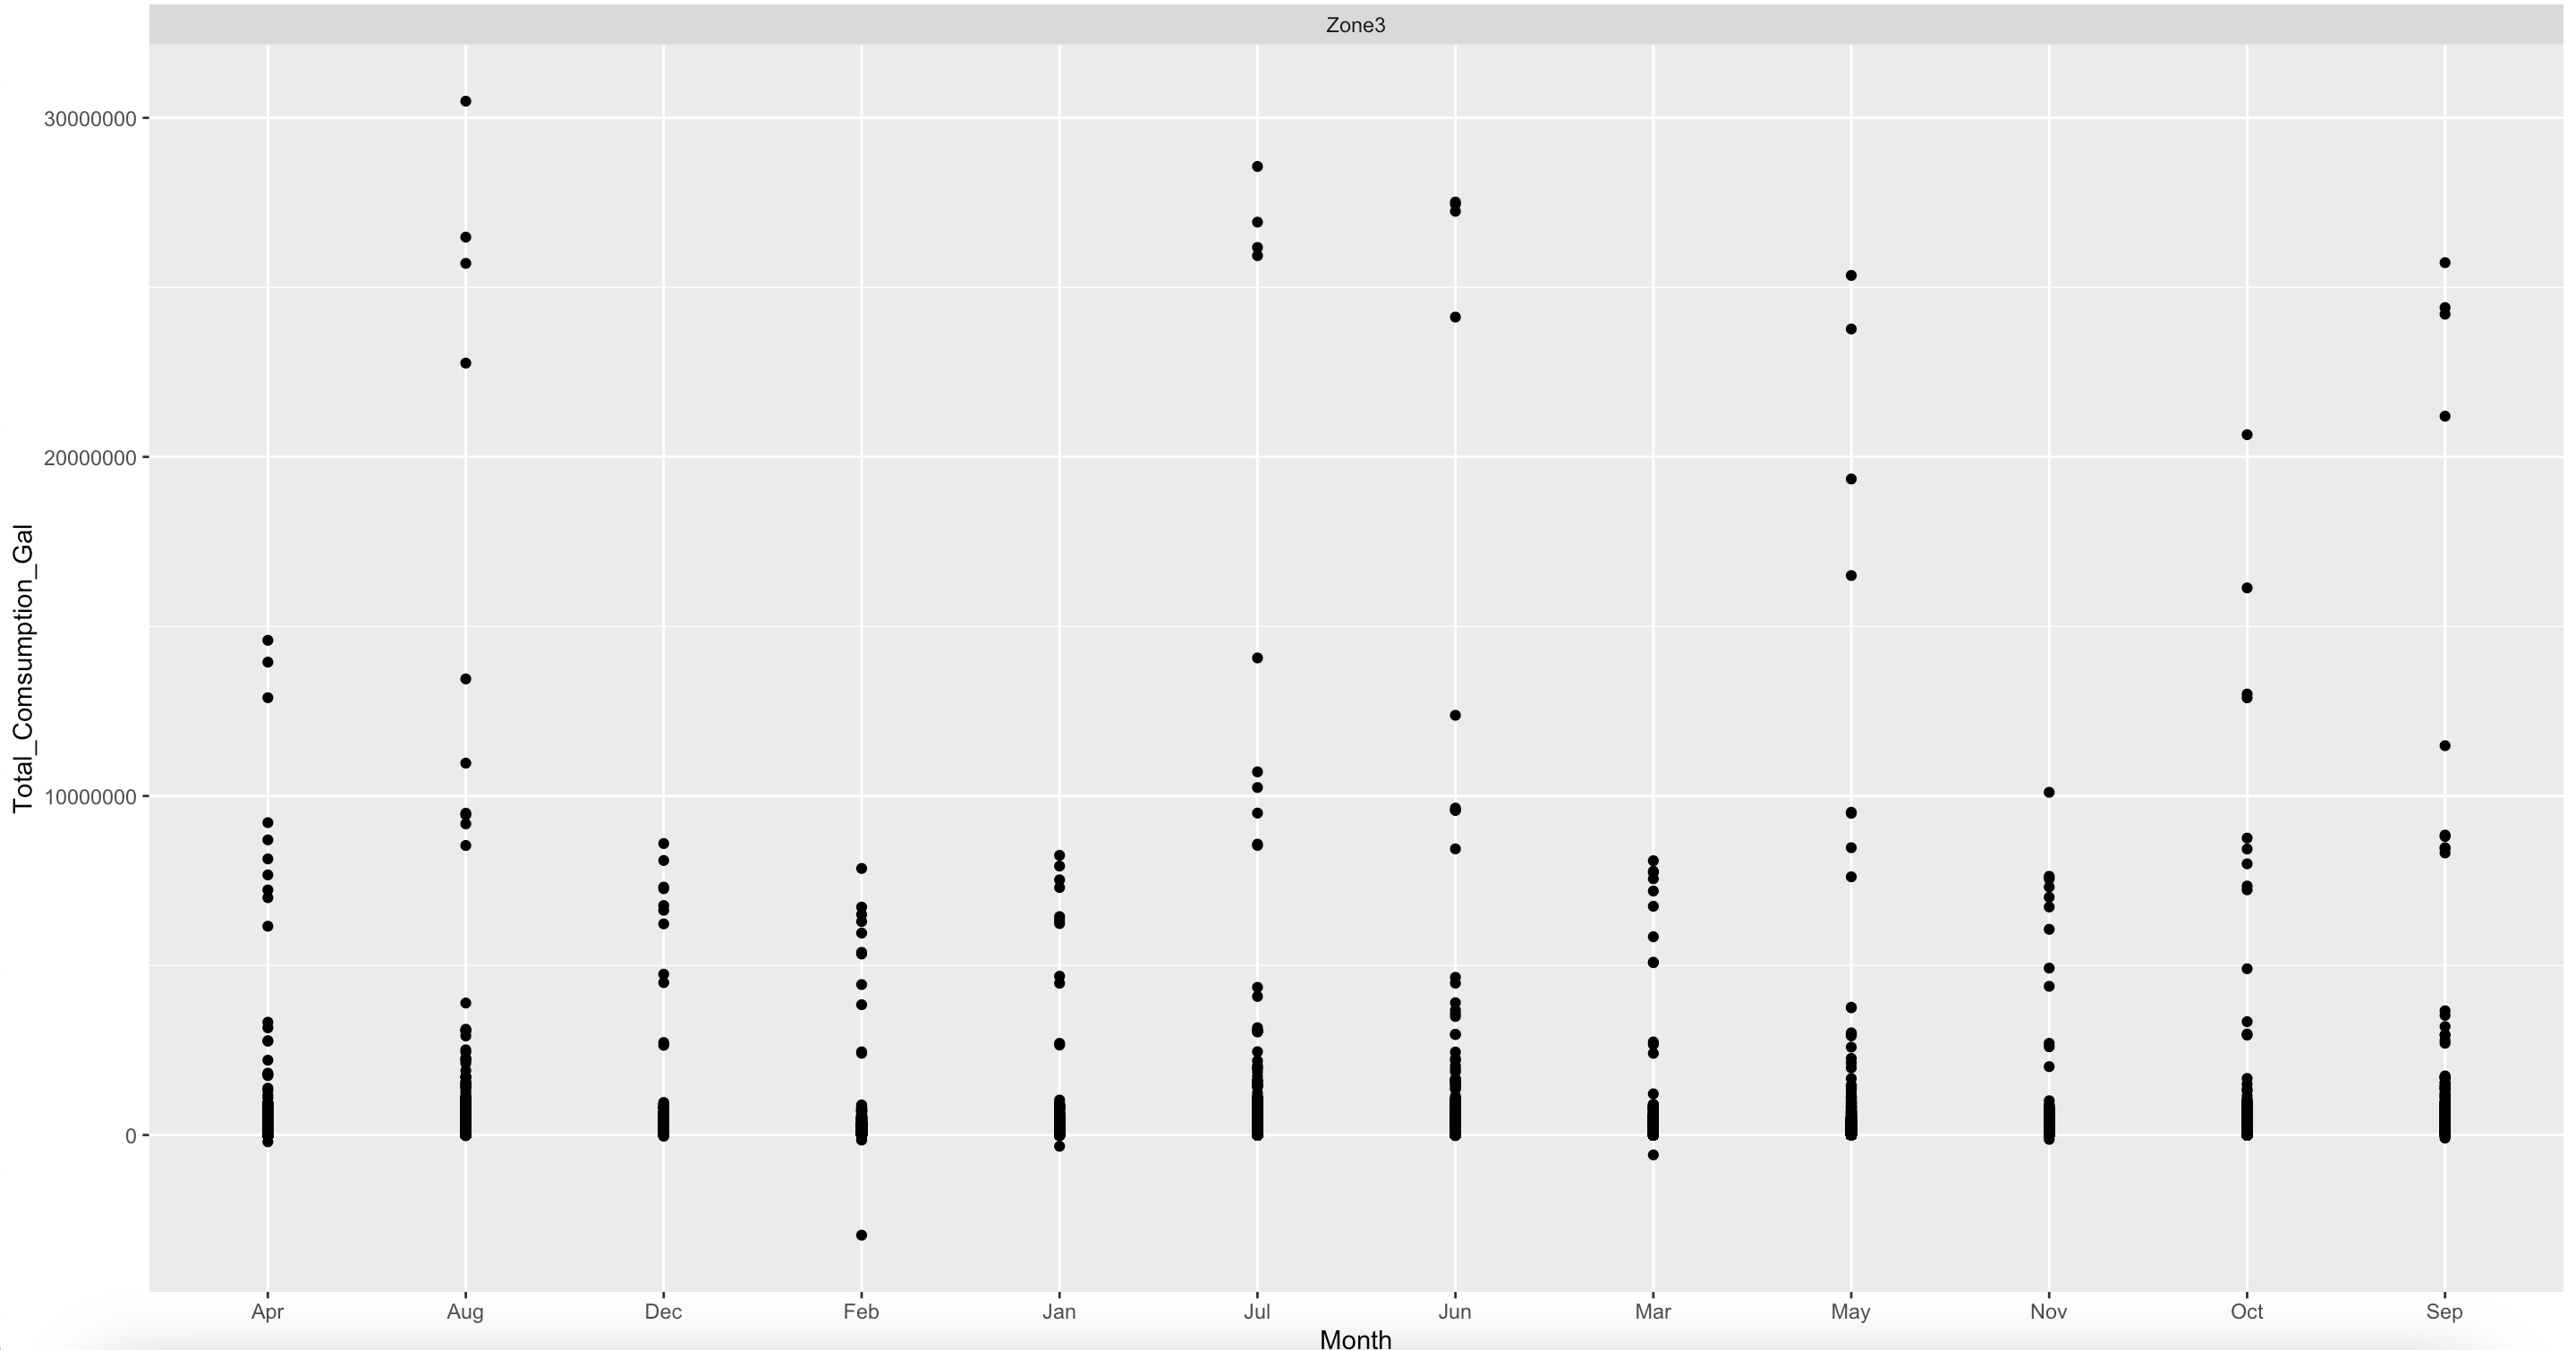 Zone3
30000000
20000000
10000000
0
Total_Comsumption_Gal
Apr Aug Dec Feb Jan Jul Jun Mar May Nov Oct Sep
Month